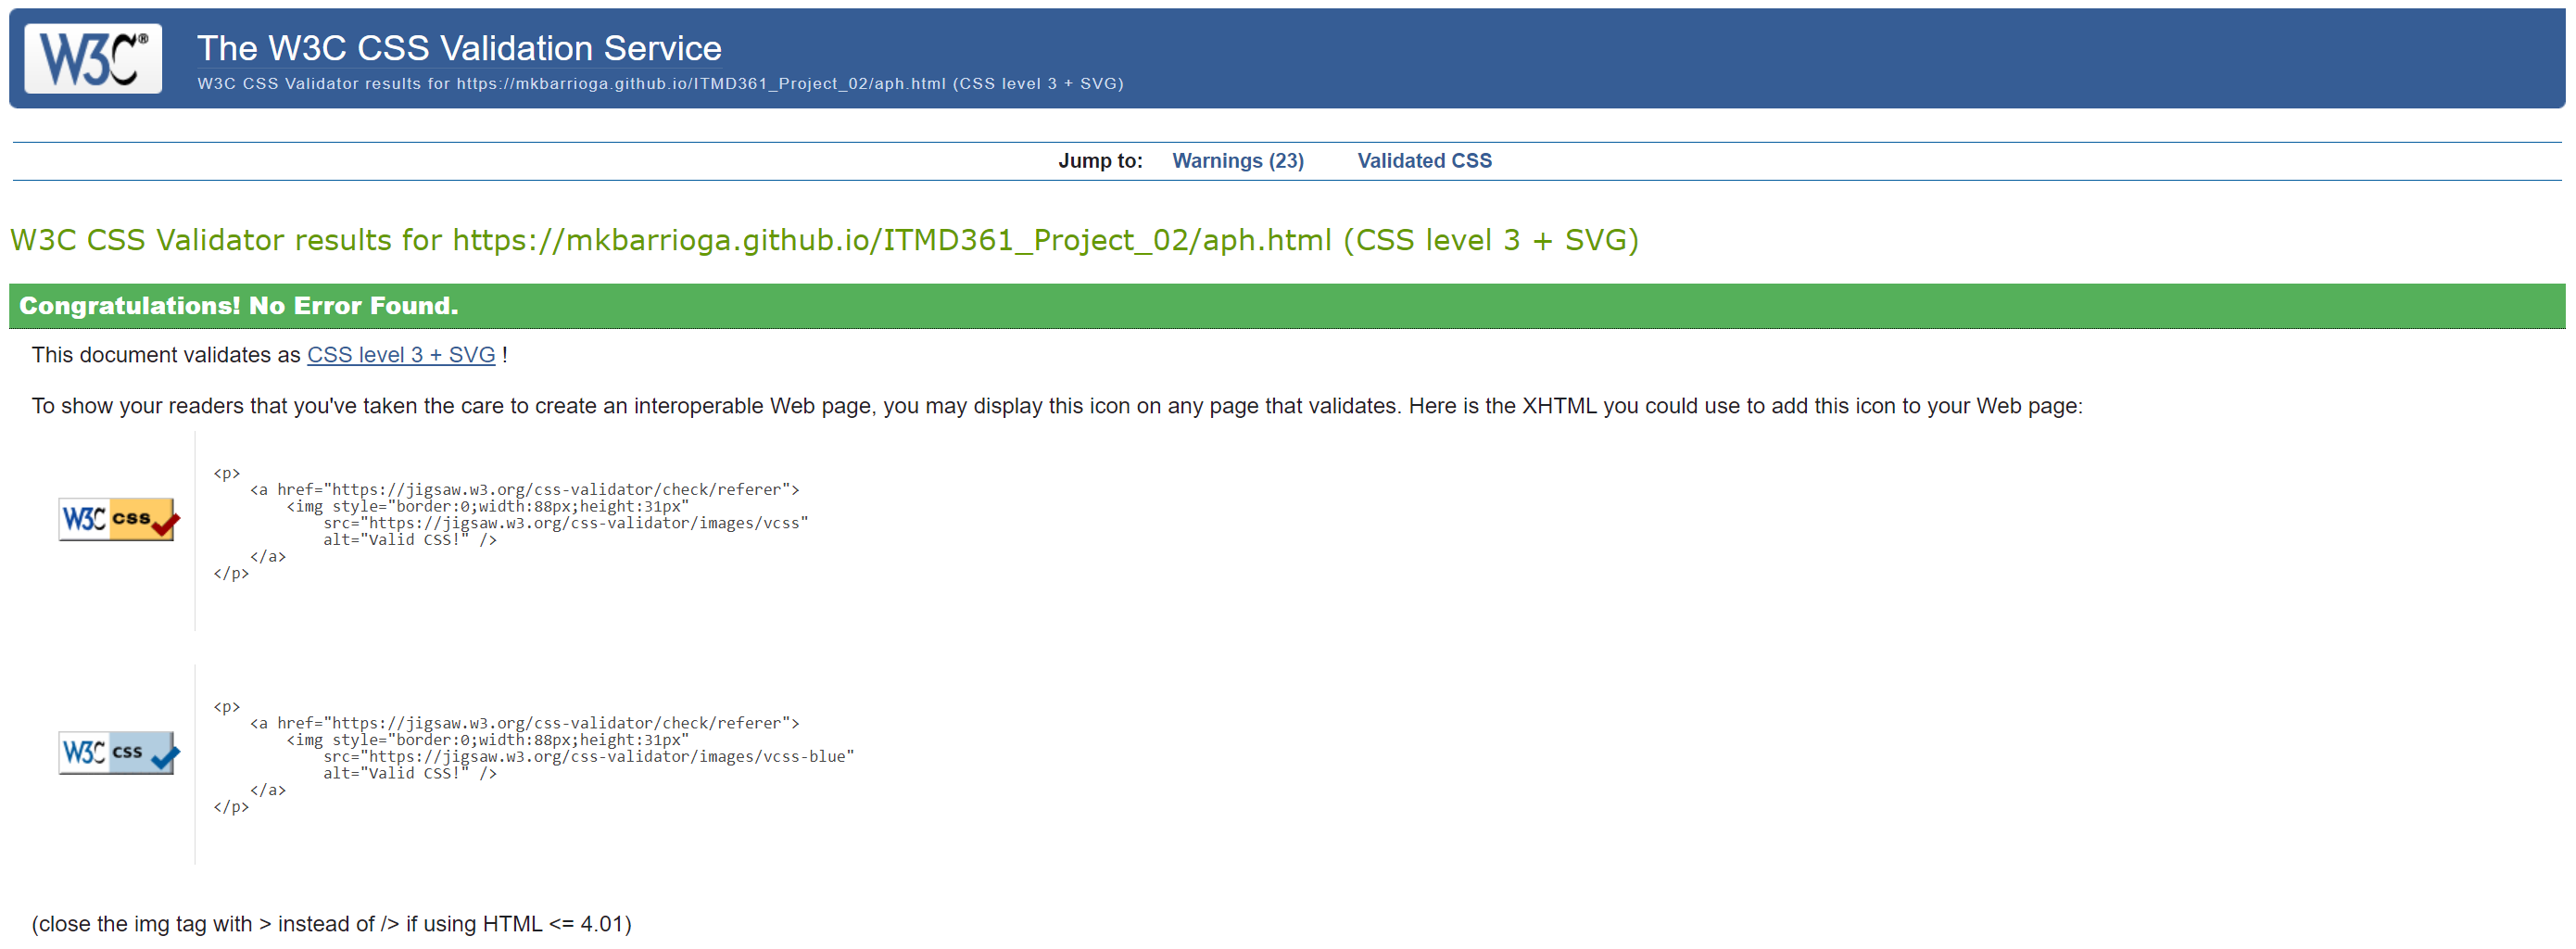 W3C®
The W3C CSS Validation Service
W3C CSS Validator results for https://mkbarrioga.github.io/ITMD361_Project_02/aph.html (CSS level 3 + SVG)
Jump to: Warnings (23) Validated CSS
W3C CSS Validator results for https://mkbarrioga.github.io/ITMD361_Project_02/aph.html (CSS level 3 + SVG)
Congratulations! No Error Found.
This document validates as CSS level 3 + SVG !
To show your readers that you've taken the care to create an interoperable Web page, you may display this icon on any page that validates. Here is the XHTML you could use to add this icon to your Web page:
W3C css
<p>
    <a href="https://jigsaw.w3.org/css-validator/check/referer">
        <img style="border:0;width:88px;height:31px"
            src="https://jigsaw.w3.org/css-validator/images/vcss"
            alt="Valid CSS!" />
    </a>
</p>
W3C css
<p>
    <a href="https://jigsaw.w3.org/css-validator/check/referer">
        <img style="border:0;width:88px;height:31px"
            src="https://jigsaw.w3.org/css-validator/images/vcss-blue"
            alt="Valid CSS!" />
    </a>
</p>
(close the img tag with > instead of /> if using HTML <= 4.01)